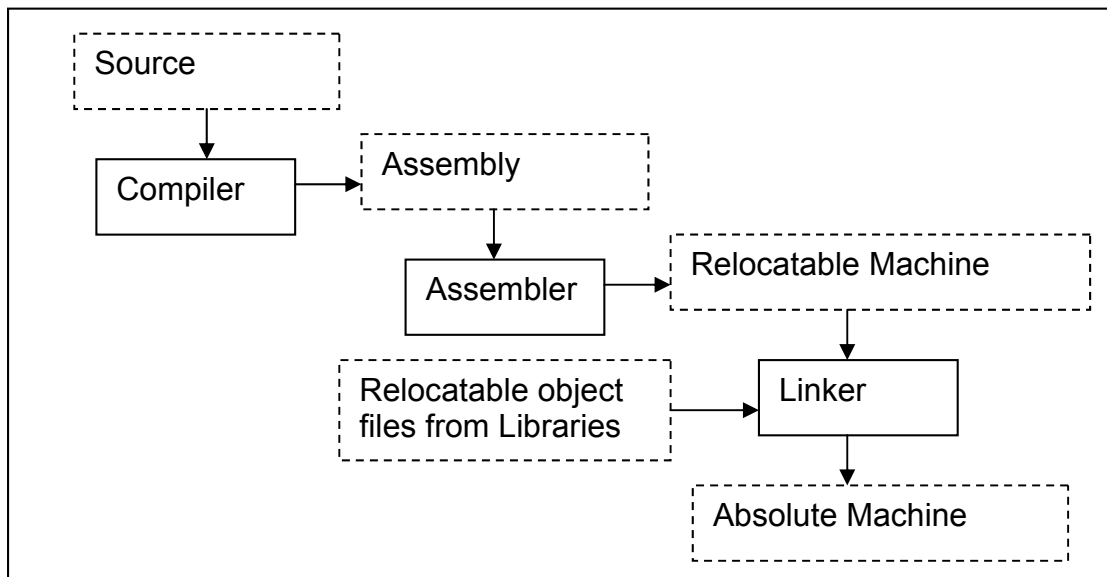 Source
Compiler
Assembly
Assembler
Relocatable Machine
Relocatable object
files from Libraries
Linker
Absolute Machine